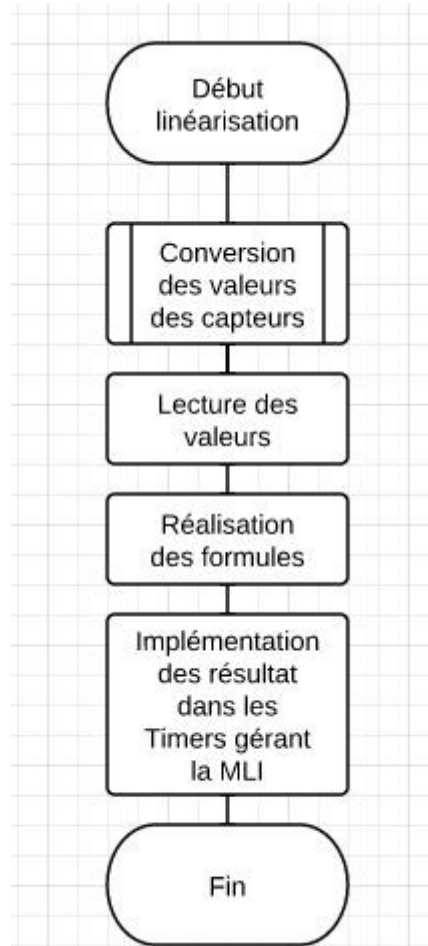 Début
linéarisation
Conversion
des valeurs
des capteurs
Lecture des
valeurs
Réalisation
des formules
Implémentation
des résultat
dans les
Timers gérant
la MLI
Fin